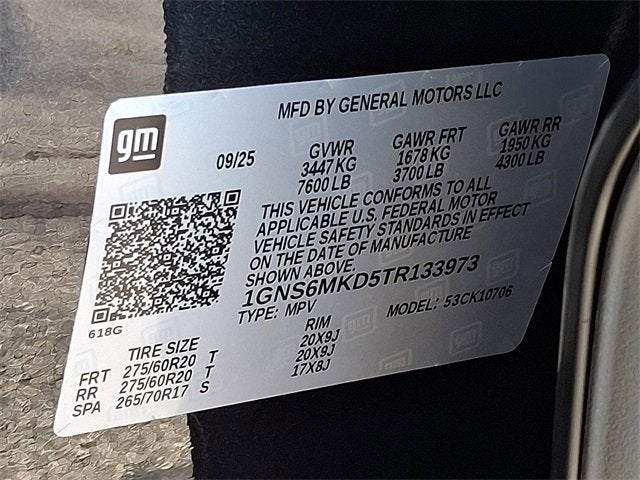 MFD BY GENERAL MOTORS LLC
gm
09/25
GVWR GAWR FRT GAWR RR
3447 KG 1678 KG 1950 KG
7600 LB 3700 LB 4300 LB
THIS VEHICLE CONFORMS TO ALL
APPLICABLE U.S. FEDERAL MOTOR
VEHICLE SAFETY STANDARDS IN EFFECT
ON THE DATE OF MANUFACTURE
SHOWN ABOVE.
1GNS6MKD5TR133973
TYPE: MPV MODEL: 53CK10706
618G
TIRE SIZE RIM
FRT 275/60R20 T 20X9J
RR 275/60R20 T 20X9J
SPA 265/70R17 S 17X8J